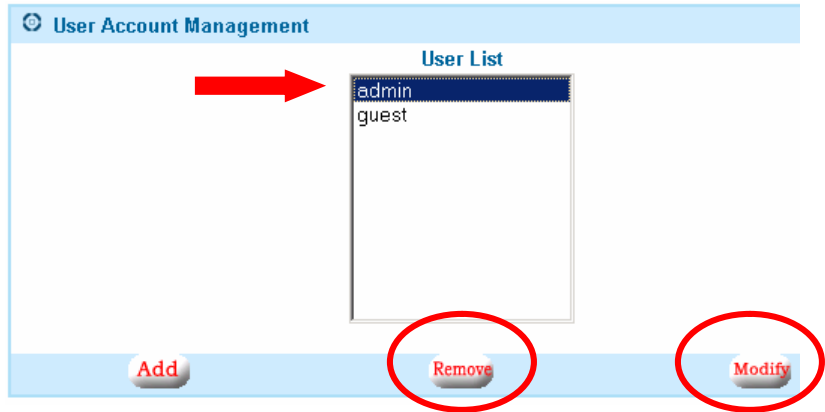 User Account Management
User List
admin
guest
Add Remove Modify